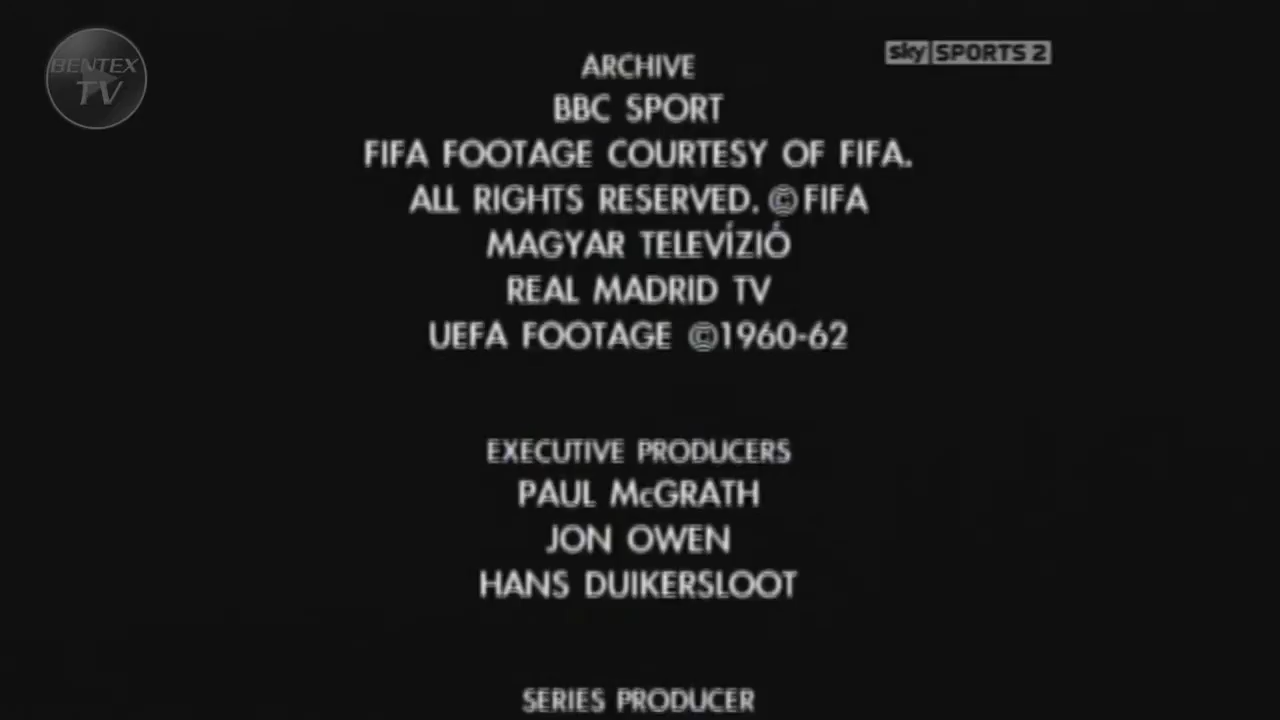 BENTEX
TV
sky SPORTS 2
ARCHIVE
BBC SPORT
FIFA FOOTAGE COURTESY OF FIFA.
ALL RIGHTS RESERVED. © FIFA
MAGYAR TELEVÍZIÓ
REAL MADRID TV
UEFA FOOTAGE ©1960-62
EXECUTIVE PRODUCERS
PAUL McGRATH
JON OWEN
HANS DUIKERSLOOT
SERIES PRODUCER